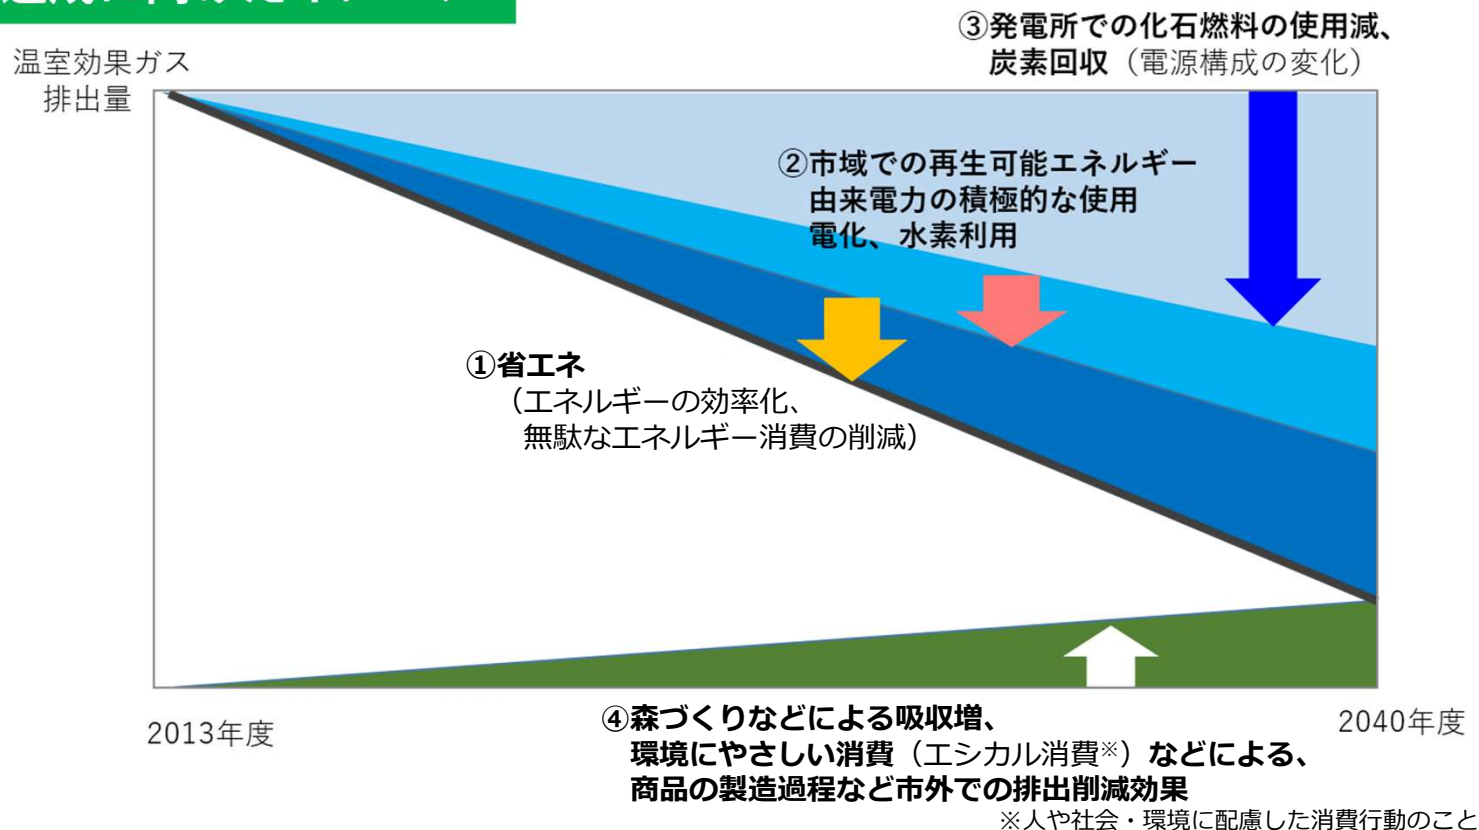 温室効果ガス
排出量
③発電所での化石燃料の使用減、
炭素回収（電源構成の変化）
②市域での再生可能エネルギー
由来電力の積極的な使用
電化、水素利用
①省エネ
（エネルギーの効率化、
無駄なエネルギー消費の削減）
2013年度
2040年度
④森づくりなどによる吸収増、
環境にやさしい消費（エシカル消費※）などによる、
商品の製造過程など市外での排出削減効果
※人や社会・環境に配慮した消費行動のこと